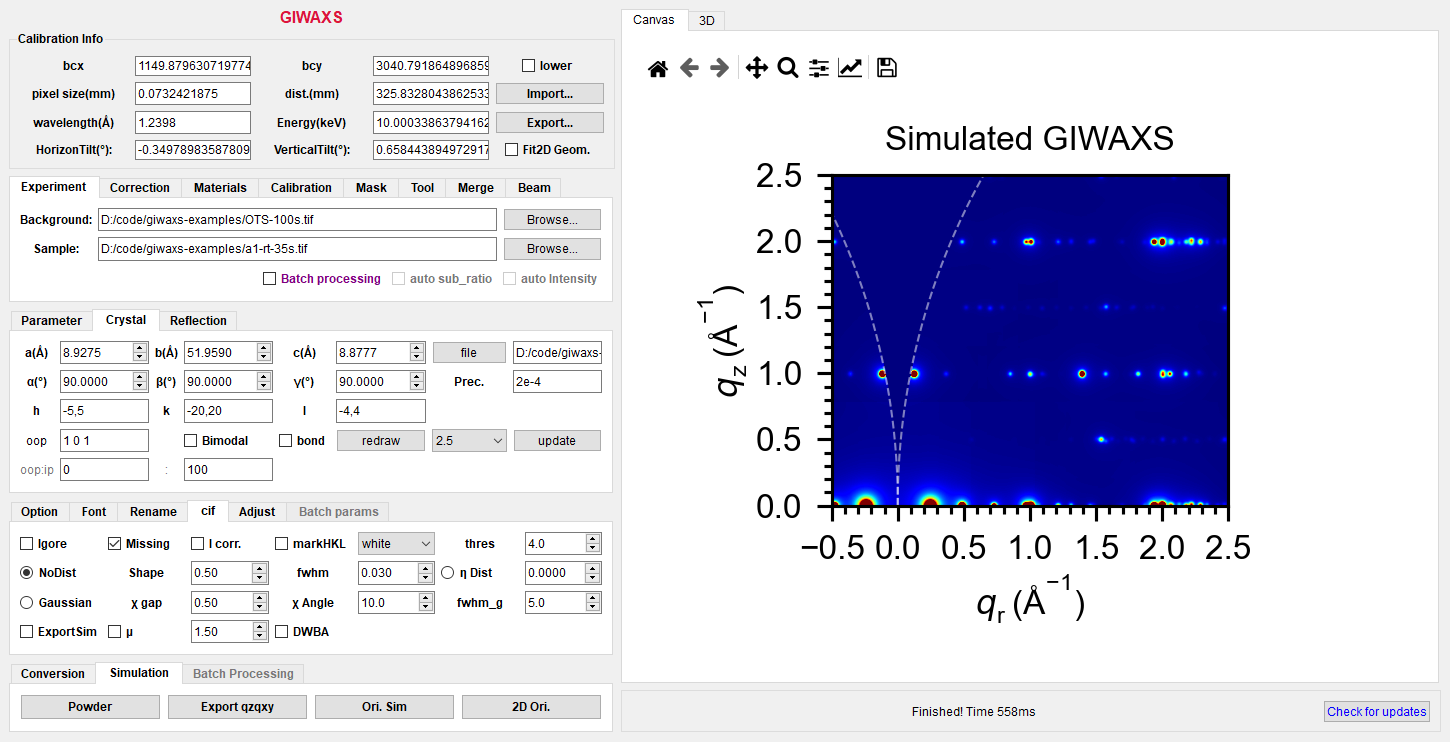 GIWAXS
Calibration Info
bcx 1149.879630719774 bcy 3040.791864896859 lower
pixel size(mm) 0.0732421875 dist.(mm) 325.8328043862533 Import...
wavelength(Å) 1.2398 Energy(keV) 10.00033863794162 Export...
HorizonTilt(°): -0.34978983587809 VerticalTilt(°): 0.658443894972917 Fit2D Geom.
Experiment Correction Materials Calibration Mask Tool Merge Beam
Background: D:/code/giwaxs-examples/OTS-100s.tif Browse...
Sample: D:/code/giwaxs-examples/a1-rt-35s.tif Browse...
Batch processing auto sub_ratio auto Intensity
Parameter Crystal Reflection
a(Å) 8.9275 b(Å) 51.9590 c(Å) 8.8777 file D:/code/giwaxs-
α(°) 90.0000 β(°) 90.0000 γ(°) 90.0000 Prec. 2e-4
h -5,5 k -20,20 l -4,4
oop 1 0 1 Bimodal bond redraw 2.5 update
oop:ip 0 : 100
Option Font Rename cif Adjust Batch params
Igore Missing I corr. markHKL white thres 4.0
NoDist Shape 0.50 fwhm 0.030 η Dist 0.0000
Gaussian χ gap 0.50 χ Angle 10.0 fwhm_g 5.0
ExportSim μ 1.50 DWBA
Conversion Simulation Batch Processing
Powder Export qzqxy Ori. Sim 2D Ori.
Canvas 3D
Simulated GIWAXS
2.5
2.0
1.5
1.0
0.5
0.0
qz (Å−1)
−0.5 0.0 0.5 1.0 1.5 2.0 2.5
qr (Å−1)
Finished! Time 558ms
Check for updates